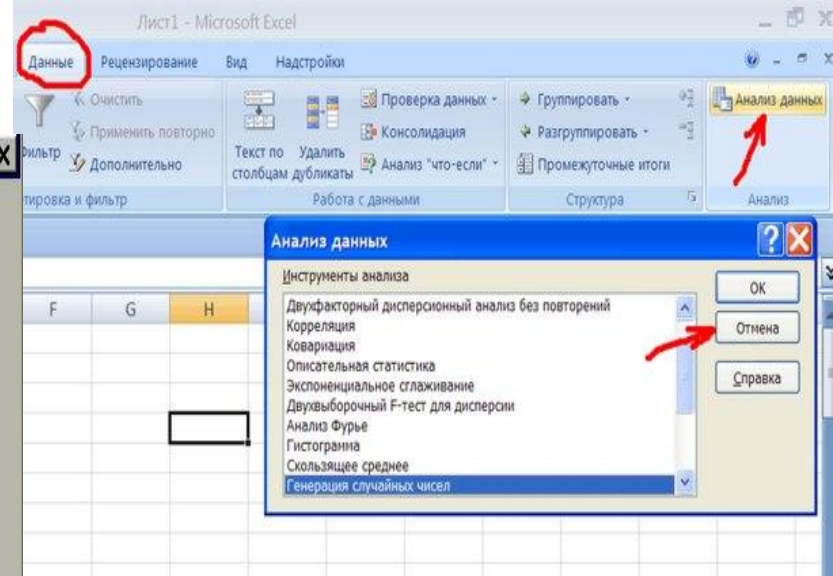 Лист1 - Microsoft Excel
Данные Рецензирование Вид Надстройки
Очистить
Применить повторно
Дополнительно
Фильтр
Текст по столбцам
Удалить дубликаты
Проверка данных
Консолидация
Анализ "что-если"
Группировать
Разгруппировать
Промежуточные итоги
Анализ данных
тировка и фильтр Работа с данными Структура Анализ
Анализ данных
Инструменты анализа
Двухфакторный дисперсионный анализ без повторений
Корреляция
Ковариация
Описательная статистика
Экспоненциальное сглаживание
Двухвыборочный F-тест для дисперсии
Анализ Фурье
Гистограмма
Скользящее среднее
Генерация случайных чисел
OK
Отмена
Справка
F G H